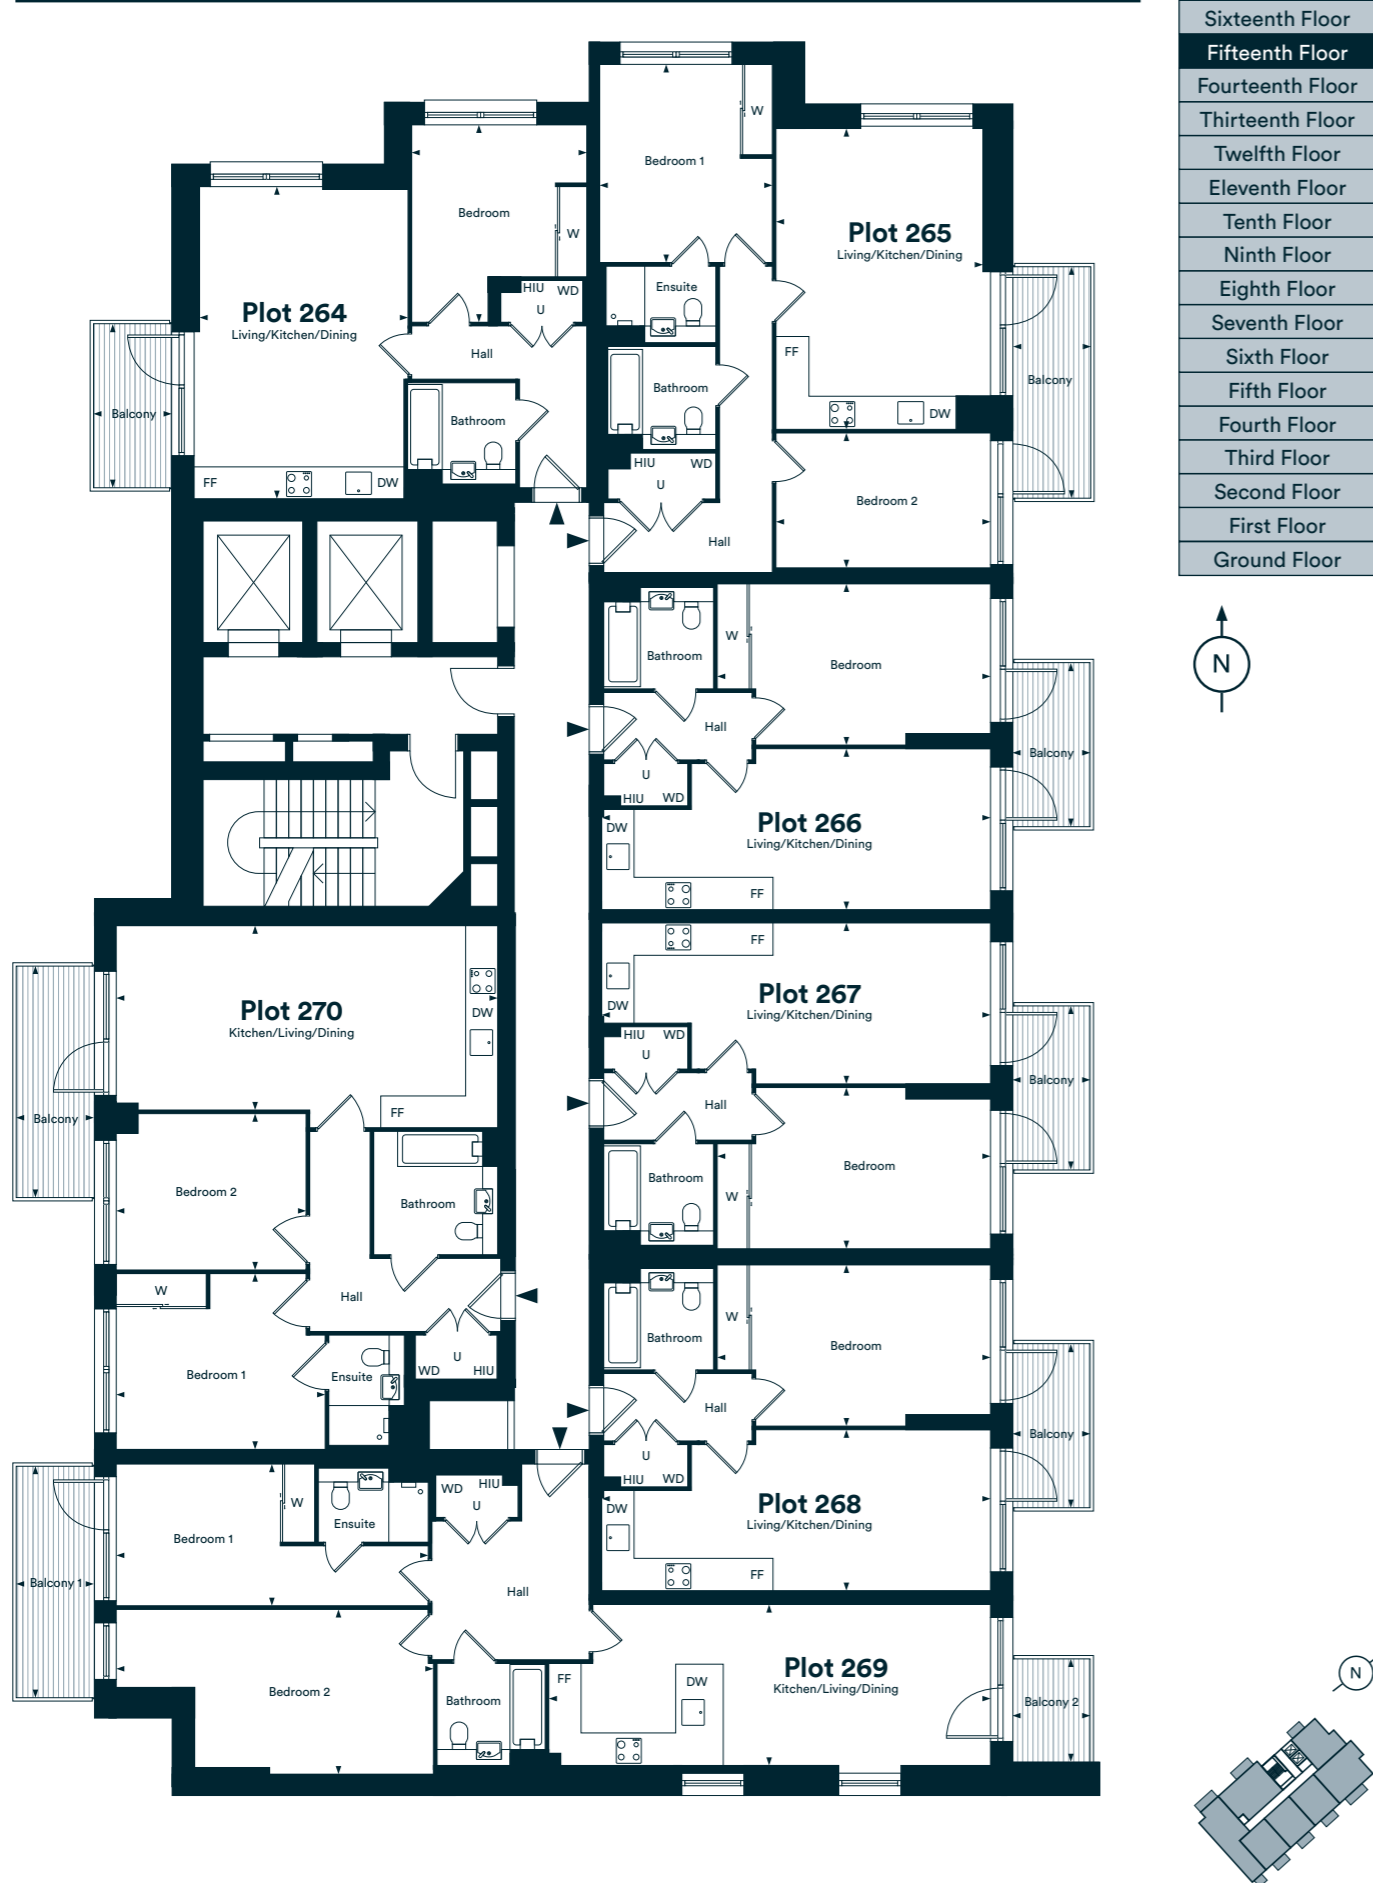 Sixteenth Floor
Fifteenth Floor
Fourteenth Floor
Thirteenth Floor
Twelfth Floor
Eleventh Floor
Tenth Floor
Ninth Floor
Eighth Floor
Seventh Floor
Sixth Floor
Fifth Floor
Fourth Floor
Third Floor
Second Floor
First Floor
Ground Floor
N
Plot 264
Living/Kitchen/Dining
Balcony
FF
DW
Bedroom
W
HIU
WD
U
Hall
Bathroom
Bedroom 1
W
Plot 265
Living/Kitchen/Dining
Ensuite
FF
DW
Balcony
Bathroom
HIU
WD
U
Bedroom 2
Hall
Bathroom
W
Bedroom
Hall
Balcony
U
HIU
WD
DW
Plot 266
Living/Kitchen/Dining
FF
FF
Plot 267
Living/Kitchen/Dining
DW
HIU
WD
U
Hall
Balcony
Bathroom
W
Bedroom
Plot 270
Kitchen/Living/Dining
DW
FF
Balcony
Bedroom 2
Bathroom
W
Hall
Bedroom 1
Ensuite
U
WD
HIU
Bathroom
W
Bedroom
Hall
Balcony
U
HIU
WD
DW
Plot 268
Living/Kitchen/Dining
FF
Bedroom 1
W
Ensuite
WD
HIU
U
Balcony 1
Hall
Bedroom 2
Bathroom
FF
DW
Plot 269
Kitchen/Living/Dining
Balcony 2
N